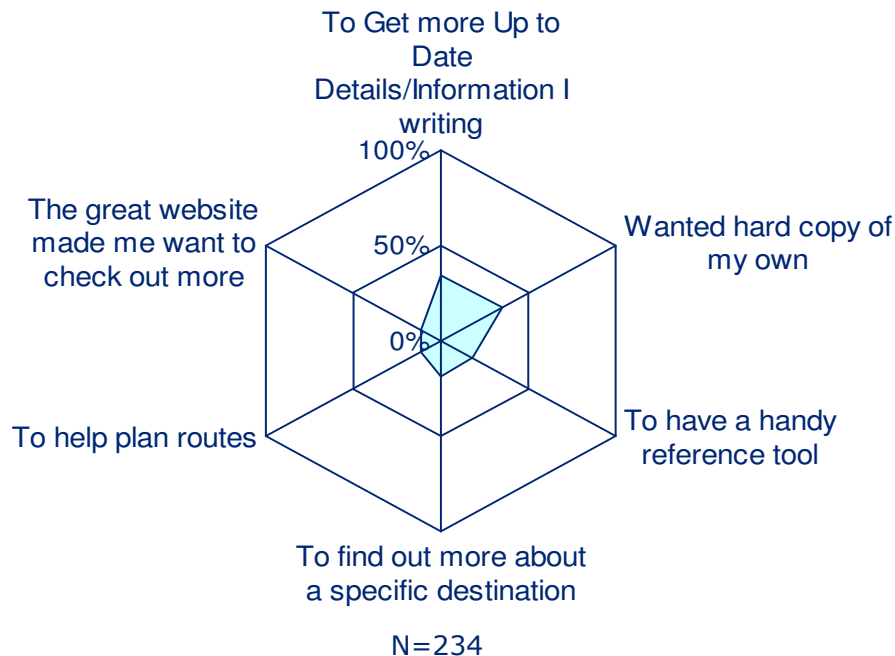 To Get more Up to
Date
Details/Information I
writing
100%
The great website
made me want to
check out more
50%
Wanted hard copy of
my own
0%
To help plan routes
To have a handy
reference tool
To find out more about
a specific destination
N=234